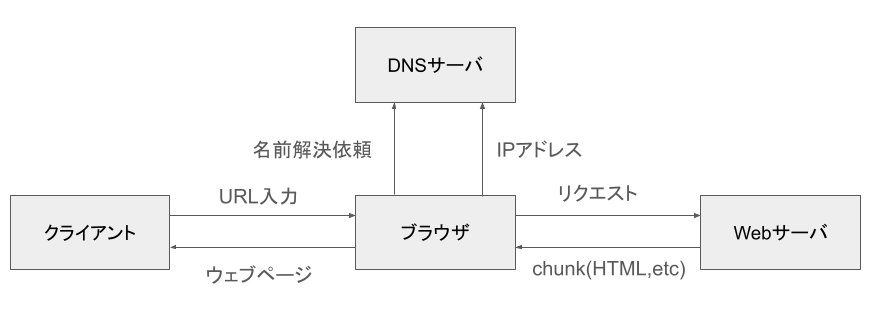 DNSサーバ
名前解決依頼
IPアドレス
URL入力
リクエスト
クライアント
ブラウザ
Webサーバ
ウェブページ
chunk(HTML,etc)